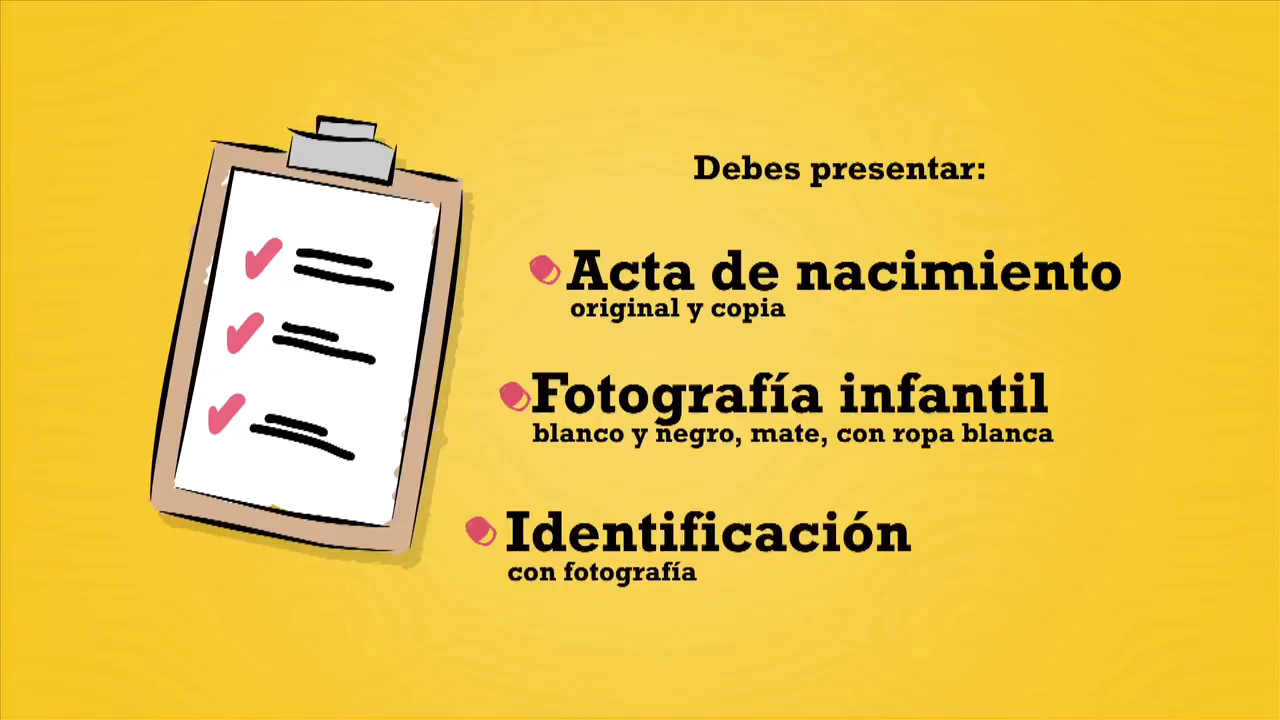 Debes presentar:
Acta de nacimiento
original y copia
Fotografía infantil
blanco y negro, mate, con ropa blanca
Identificación
con fotografía